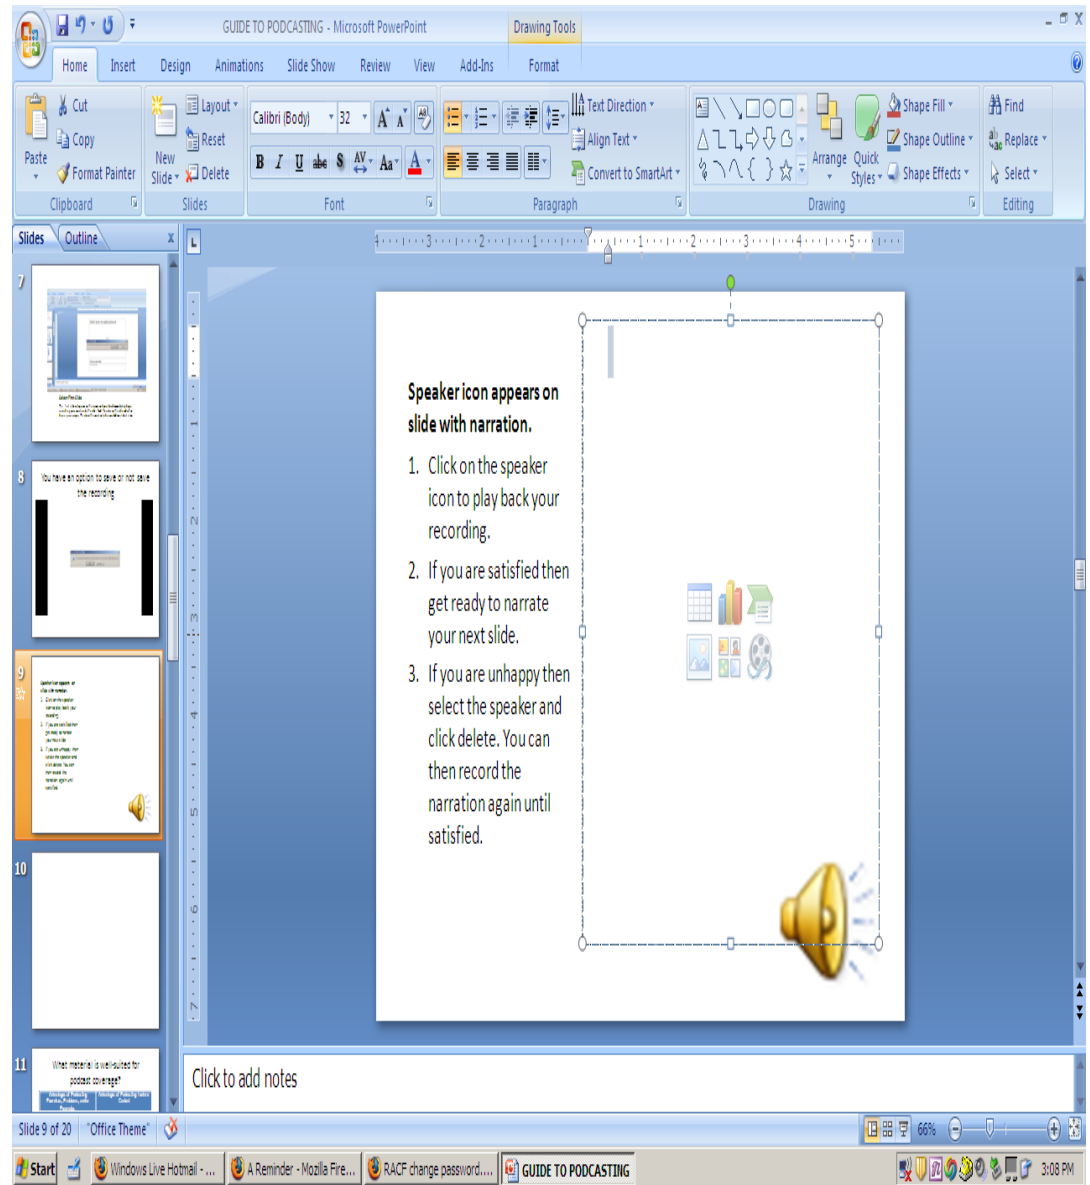 GUIDE TO PODCASTING - Microsoft PowerPoint
Drawing Tools
Home Insert Design Animations Slide Show Review View Add-Ins Format
Paste
Cut
Copy
Format Painter
Clipboard
New Slide
Layout
Reset
Delete
Slides
Calibri (Body) 32
B I U abc S AV Aa A
Font
Text Direction
Align Text
Convert to SmartArt
Paragraph
Arrange
Quick Styles
Shape Fill
Shape Outline
Shape Effects
Drawing
Find
Replace
Select
Editing
Slides Outline x
7
8
You have an option to save or not save
the recording
9
10
11
What material is well-suited for
podcast coverage?
Speaker icon appears on
slide with narration.
1. Click on the speaker
icon to play back your
recording.
2. If you are satisfied then
get ready to narrate
your next slide.
3. If you are unhappy then
select the speaker and
click delete. You can
then record the
narration again until
satisfied.
Click to add notes
Slide 9 of 20 "Office Theme" 66%
Start Windows Live Hotmail - ... A Reminder - Mozilla Fire... RACF change password.... GUIDE TO PODCASTING 3:08 PM